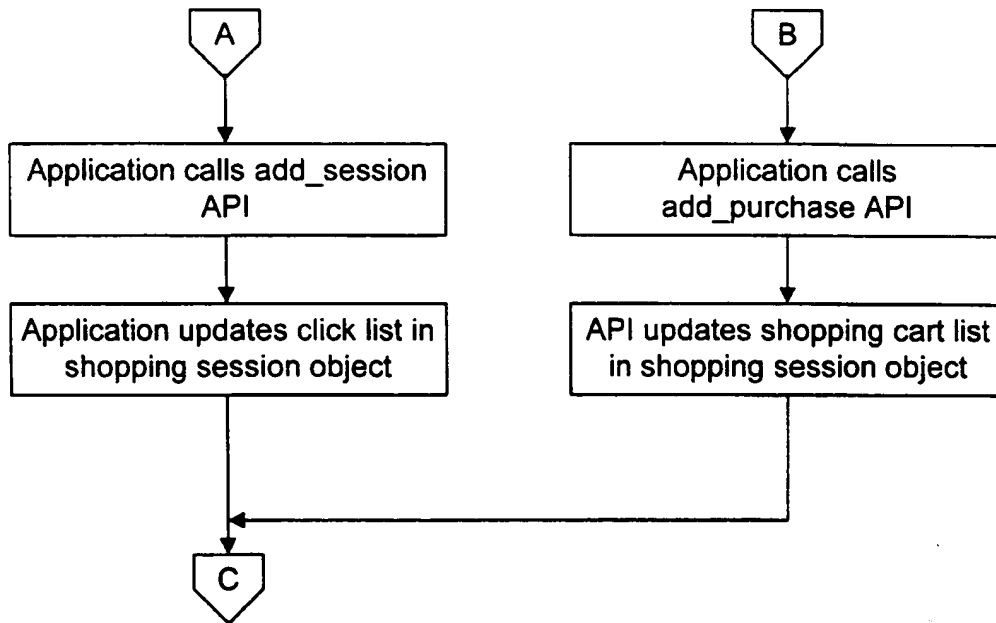 A
B
Application calls add_session
API
Application calls
add_purchase API
Application updates click list in
shopping session object
API updates shopping cart list
in shopping session object
C